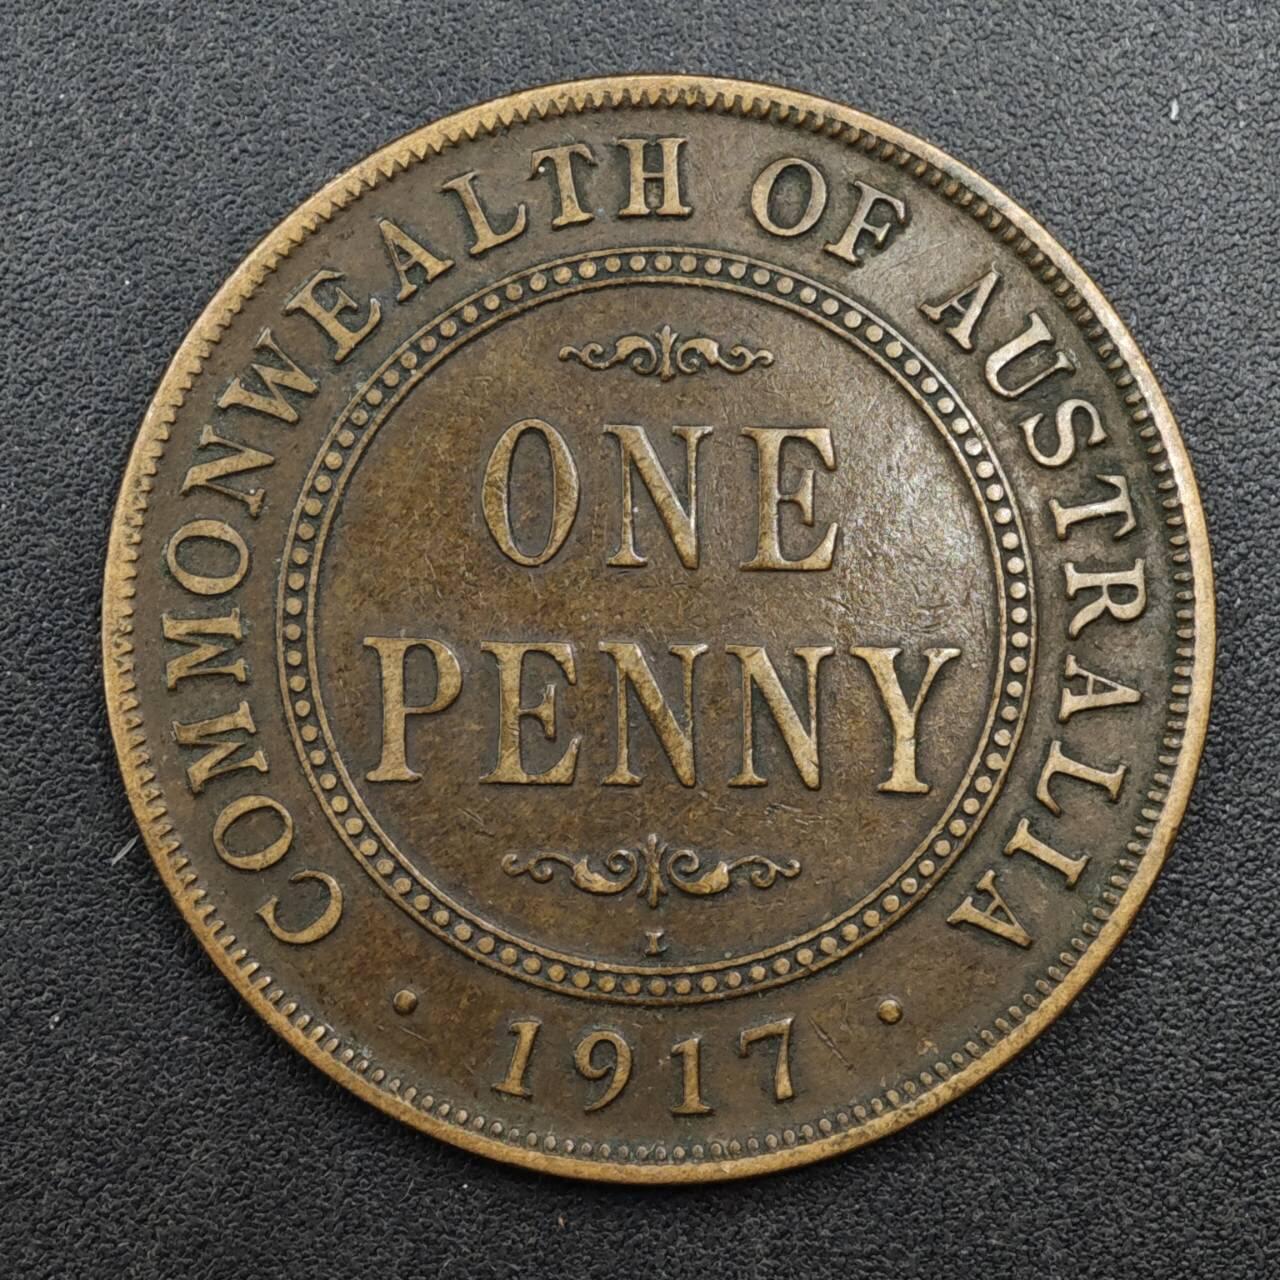 COMMONWEALTH OF AUSTRALIA
ONE
PENNY
I
· 1917 ·